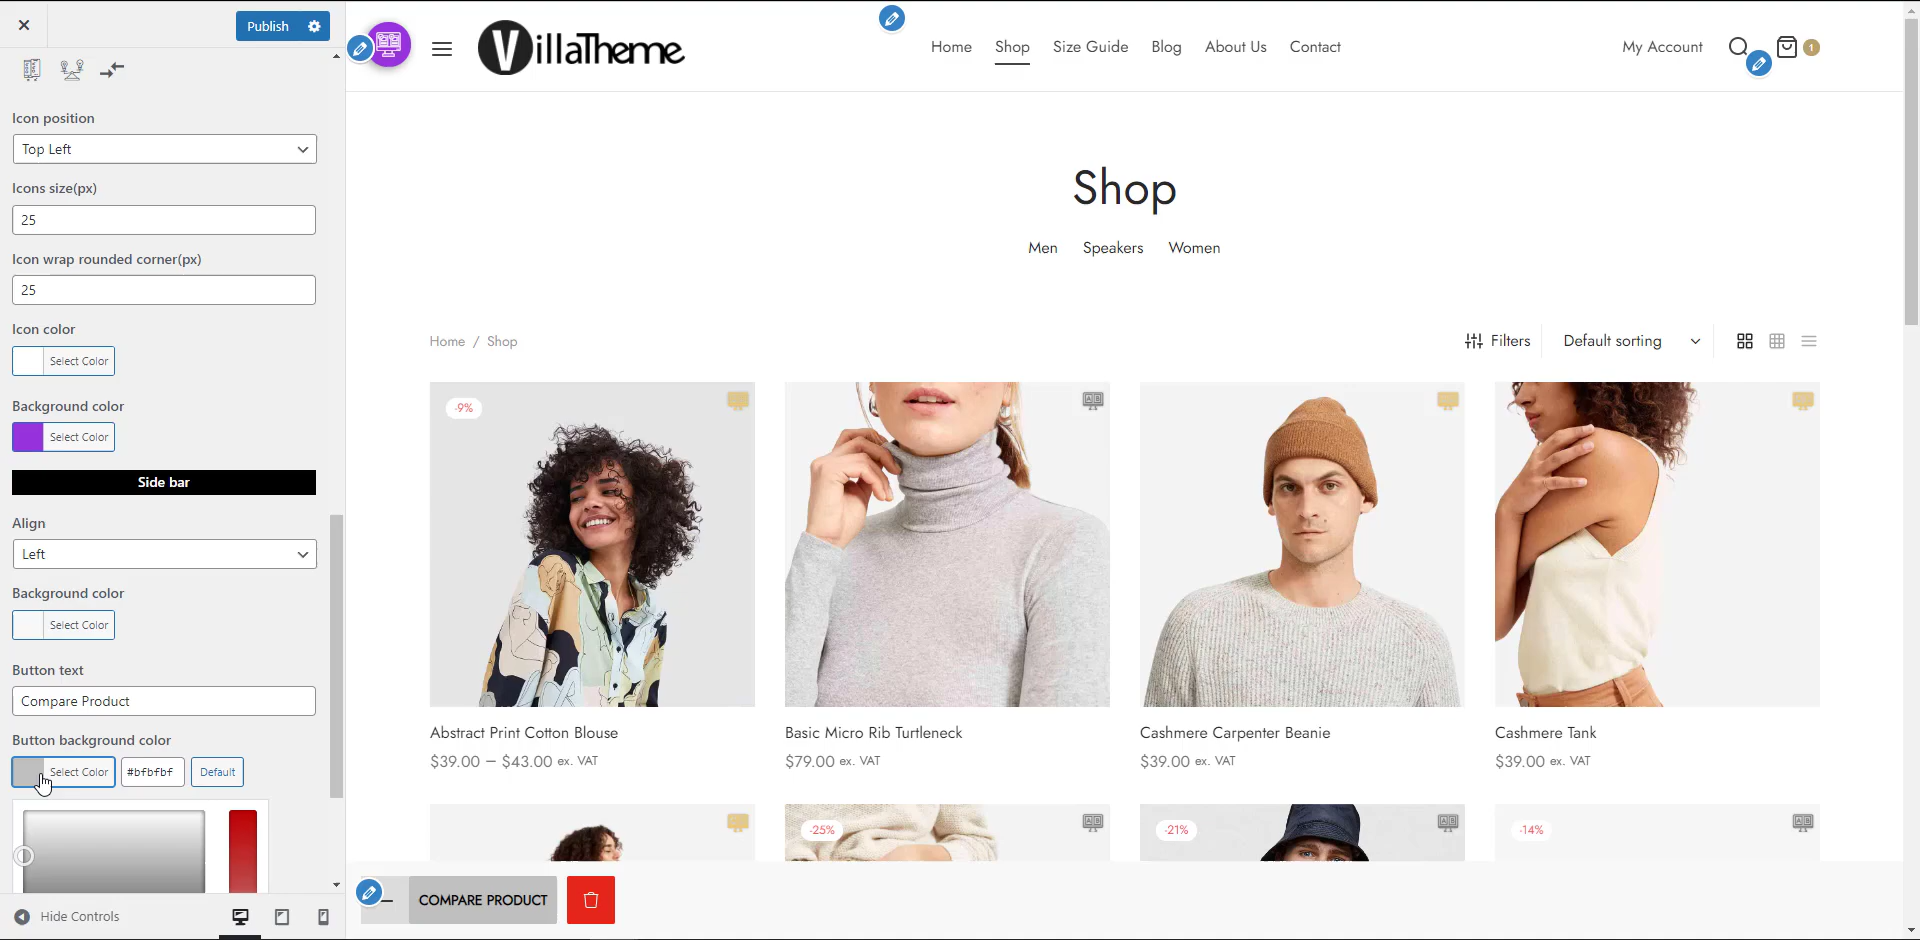 Publish
Icon position
Top Left
Icons size(px)
25
Icon wrap rounded corner(px)
25
Icon color
Select Color
Background color
Select Color
Side bar
Align
Left
Background color
Select Color
Button text
Compare Product
Button background color
Select Color
#bfbfbf
Default
Hide Controls
VillaTheme
Home
Shop
Size Guide
Blog
About Us
Contact
My Account
1
Shop
Men
Speakers
Women
Home / Shop
Filters
Default sorting
-9%
Abstract Print Cotton Blouse
$39.00 – $43.00 ex. VAT
Basic Micro Rib Turtleneck
$79.00 ex. VAT
Cashmere Carpenter Beanie
$39.00 ex. VAT
Cashmere Tank
$39.00 ex. VAT
-25%
-21%
-14%
COMPARE PRODUCT